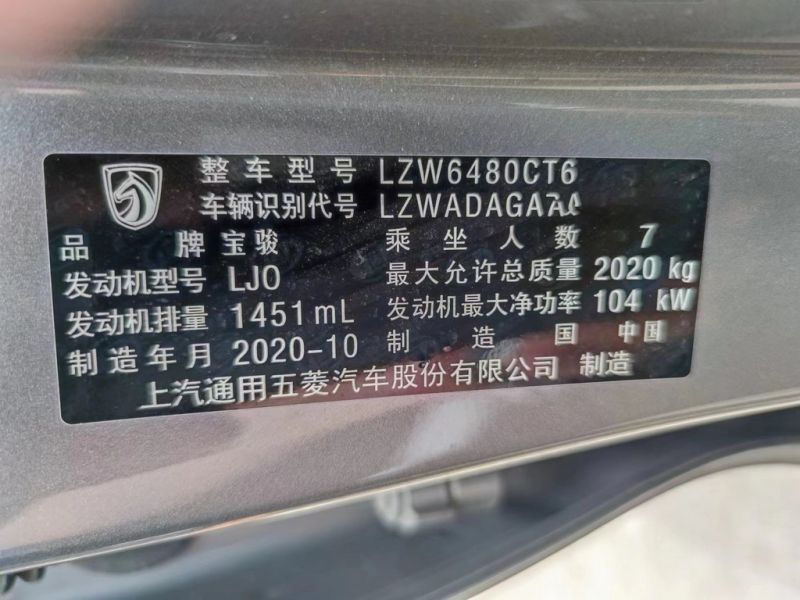 整车型号 LZW6480CT6
车辆识别代号 LZWADAGA
品牌 宝骏 乘坐人数 7
发动机型号 LJO 最大允许总质量 2020 kg
发动机排量 1451 mL 发动机最大净功率 104 kW
制造年月 2020-10 制造国 中国
上汽通用五菱汽车股份有限公司 制造